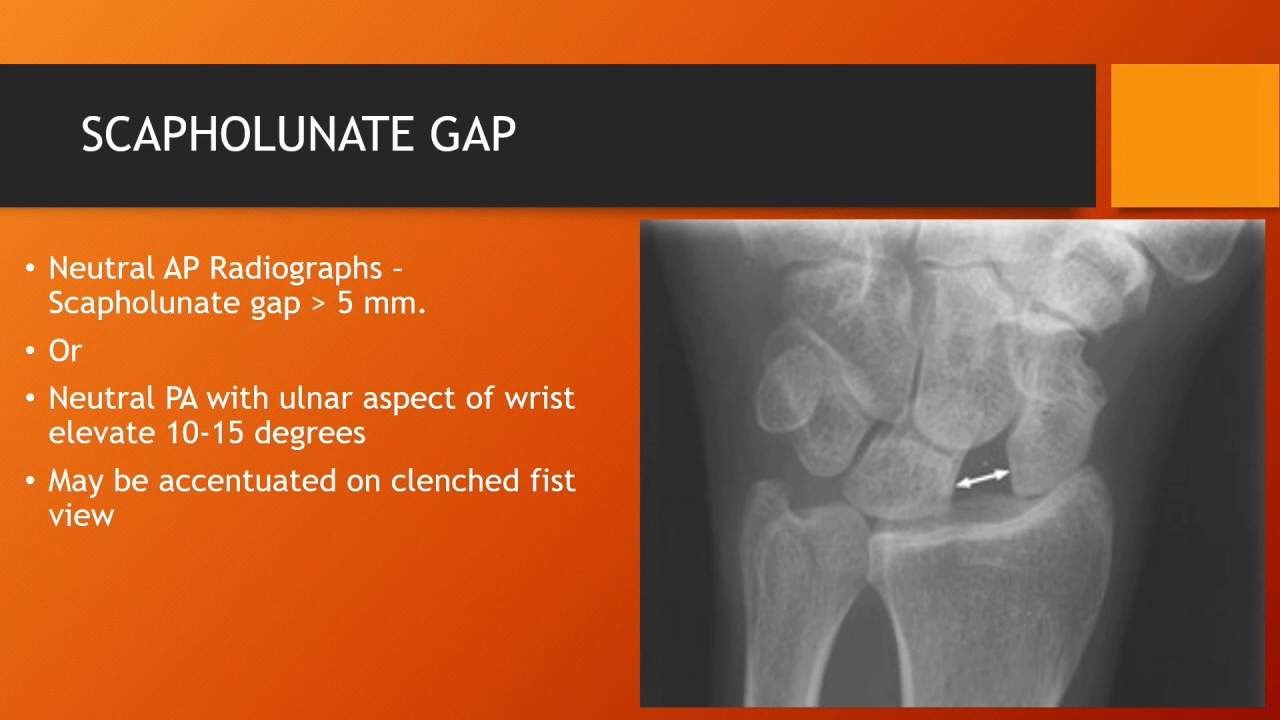 SCAPHOLUNATE GAP
• Neutral AP Radiographs –
Scapholunate gap > 5 mm.
• Or
• Neutral PA with ulnar aspect of wrist
elevate 10-15 degrees
• May be accentuated on clenched fist
view